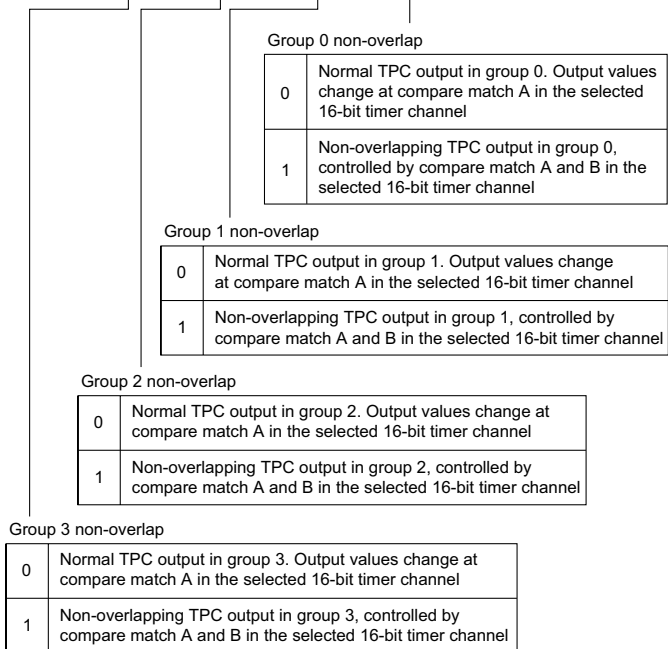 Group 0 non-overlap
0
Normal TPC output in group 0. Output values
change at compare match A in the selected
16-bit timer channel
1
Non-overlapping TPC output in group 0,
controlled by compare match A and B in the
selected 16-bit timer channel
Group 1 non-overlap
0
Normal TPC output in group 1. Output values change
at compare match A in the selected 16-bit timer channel
1
Non-overlapping TPC output in group 1, controlled by
compare match A and B in the selected 16-bit timer channel
Group 2 non-overlap
0
Normal TPC output in group 2. Output values change at
compare match A in the selected 16-bit timer channel
1
Non-overlapping TPC output in group 2, controlled by
compare match A and B in the selected 16-bit timer channel
Group 3 non-overlap
0
Normal TPC output in group 3. Output values change at
compare match A in the selected 16-bit timer channel
1
Non-overlapping TPC output in group 3, controlled by
compare match A and B in the selected 16-bit timer channel